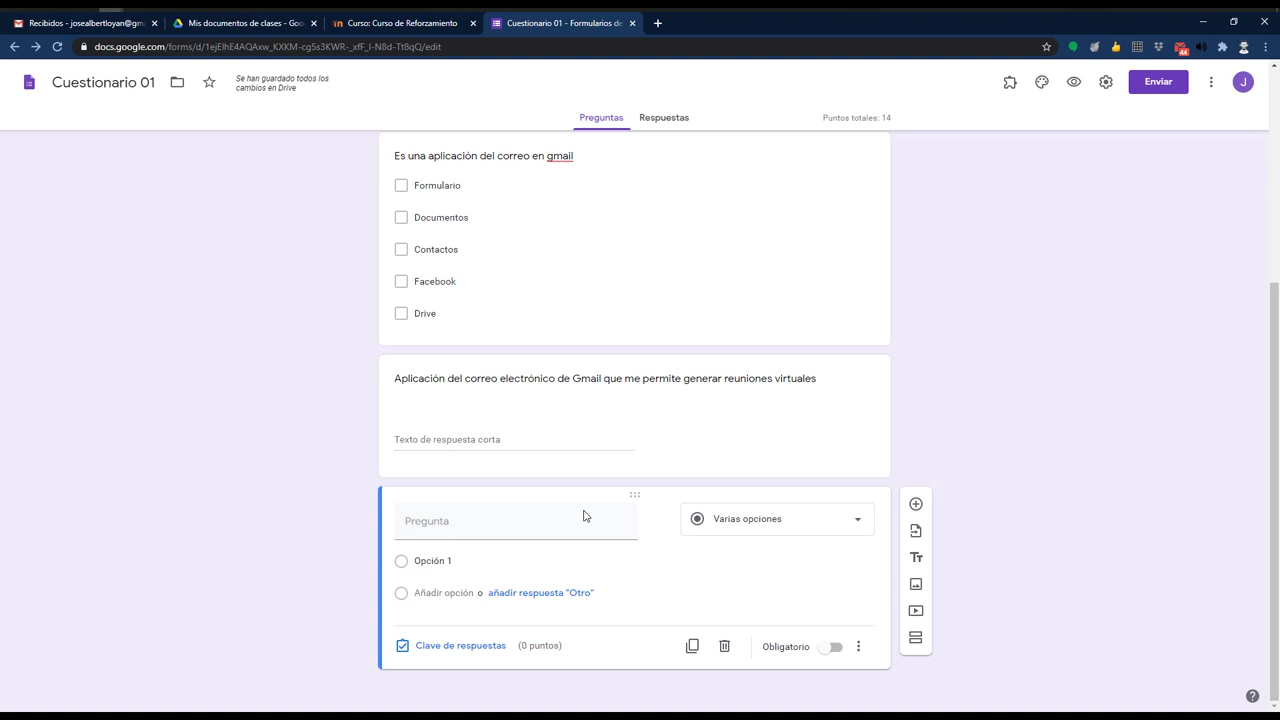 Recibidos - josealbertloyan@gm
Mis documentos de clases - Goo
Curso: Curso de Reforzamiento
Cuestionario 01 - Formularios de
docs.google.com/forms/d/1ejElhE4AQAxw_KXKM-cg5s3KWR-_xfF_I-N8d-Tt8qQ/edit
44
Cuestionario 01
Se han guardado todos los
cambios en Drive
Enviar
J
Preguntas
Respuestas
Puntos totales: 14
Es una aplicación del correo en gmail
Formulario
Documentos
Contactos
Facebook
Drive
Aplicación del correo electrónico de Gmail que me permite generar reuniones virtuales
Texto de respuesta corta
Pregunta
Varias opciones
Opción 1
Añadir opción o añadir respuesta "Otro"
Clave de respuestas (0 puntos)
Obligatorio